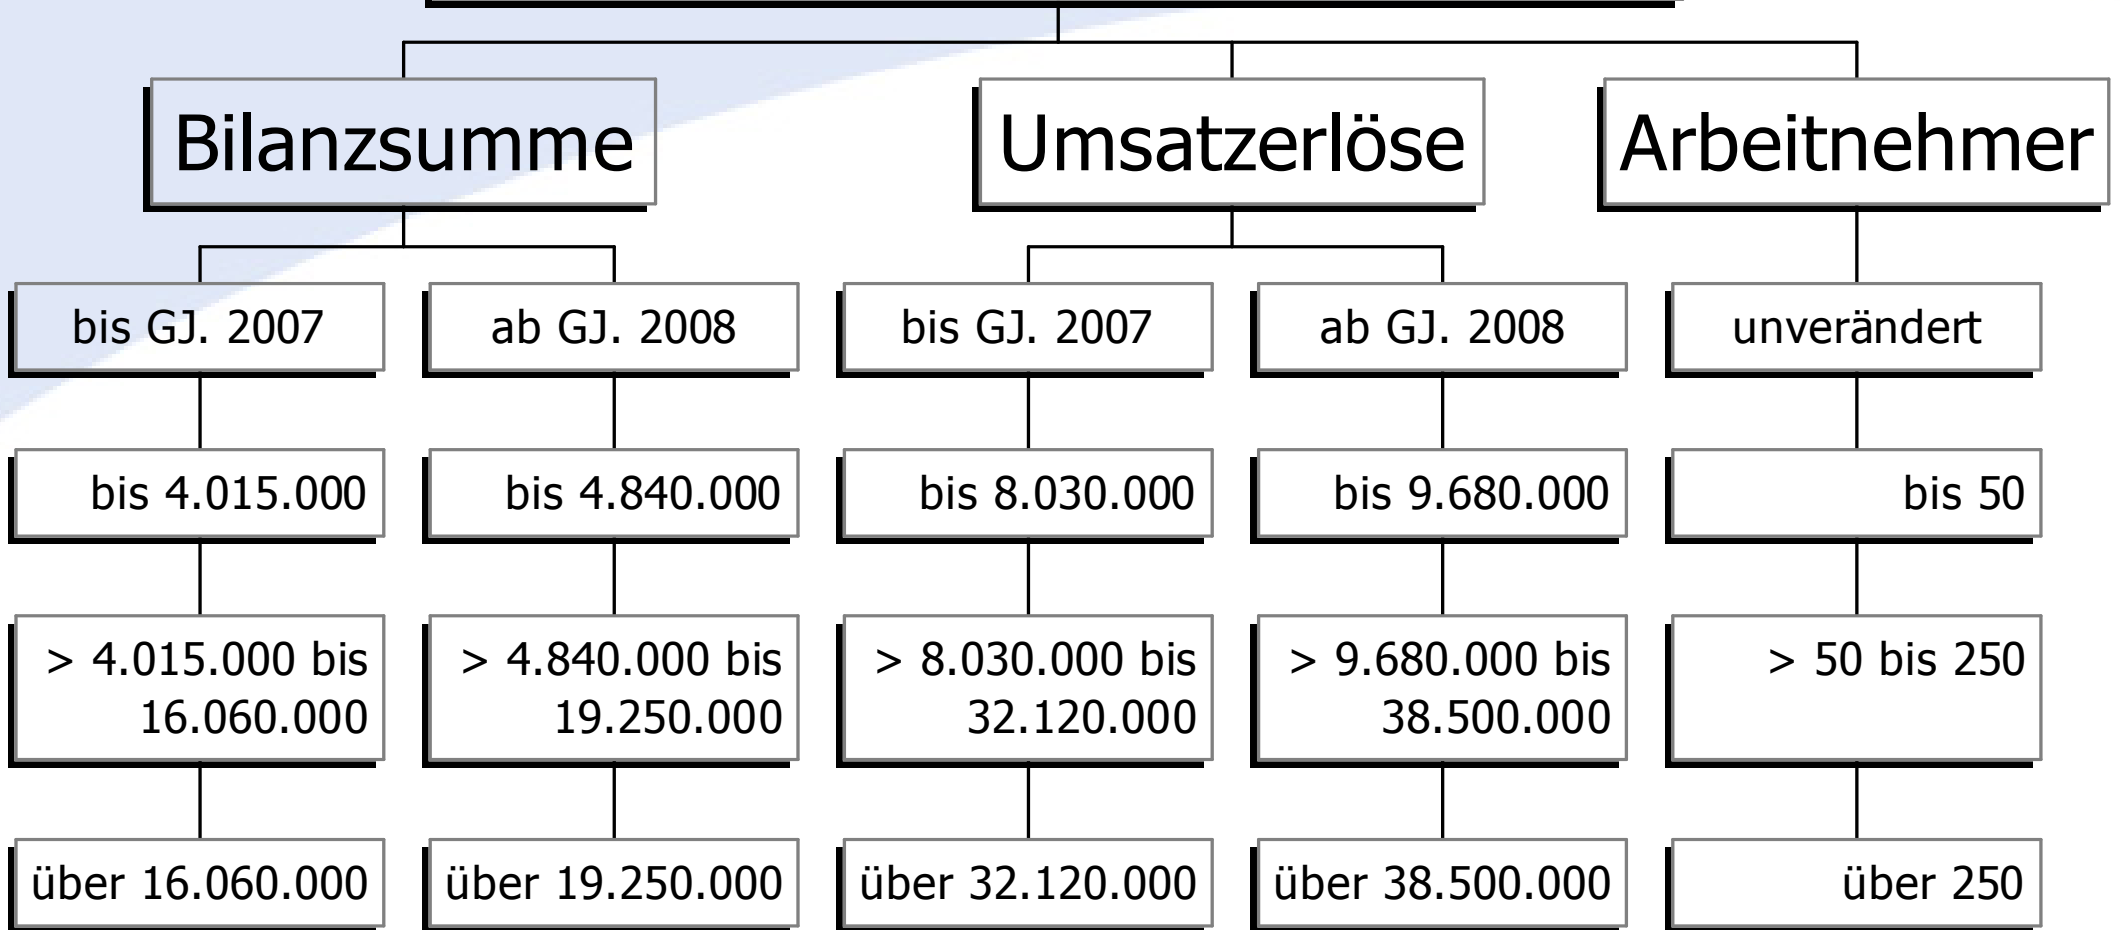 Bilanzsumme
Umsatzerlöse
Arbeitnehmer
bis GJ. 2007
ab GJ. 2008
bis GJ. 2007
ab GJ. 2008
unverändert
bis 4.015.000
bis 4.840.000
bis 8.030.000
bis 9.680.000
bis 50
> 4.015.000 bis
16.060.000
> 4.840.000 bis
19.250.000
> 8.030.000 bis
32.120.000
> 9.680.000 bis
38.500.000
> 50 bis 250
über 16.060.000
über 19.250.000
über 32.120.000
über 38.500.000
über 250